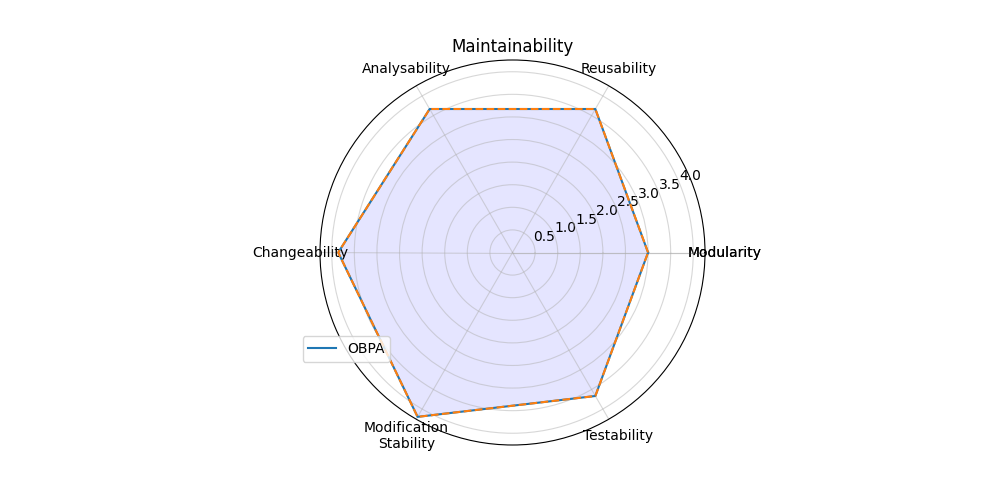 Maintainability
Analysability
Reusability
4.0
3.5
3.0
2.5
2.0
1.5
1.0
0.5
Changeability
Modularity
OBPA
Modification
Stability
Testability